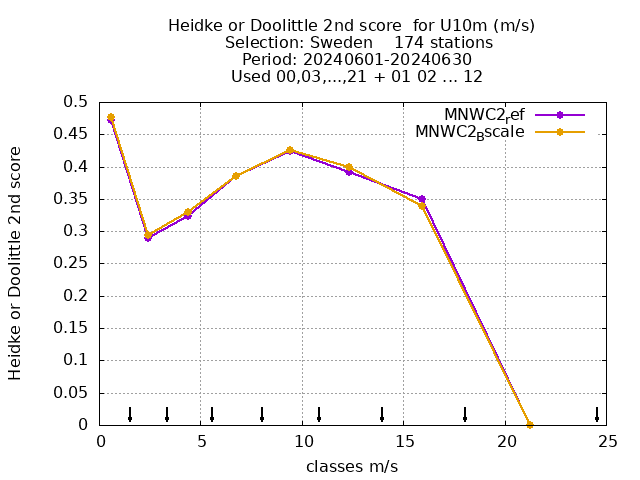 Heidke or Doolittle 2nd score  for U10m (m/s)
Selection: Sweden    174 stations
Period: 20240601-20240630
Used 00,03,...,21 + 01 02 ... 12
MNWC2_ref
MNWC2_Bscale
Heidke or Doolittle 2nd score
0.5
0.45
0.4
0.35
0.3
0.25
0.2
0.15
0.1
0.05
0
0 5 10 15 20 25
classes m/s